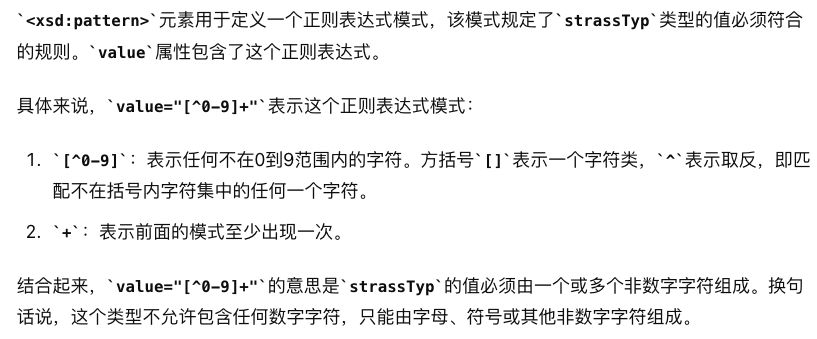 `<xsd:pattern>`元素用于定义一个正则表达式模式，该模式规定了`strassTyp`类型的值必须符合
的规则。`value`属性包含了这个正则表达式。
具体来说，`value="[^0-9]+"`表示这个正则表达式模式：
1. `[^0-9]`：表示任何不在0到9范围内的字符。方括号`[]`表示一个字符类，`^`表示取反，即匹
配不在括号内字符集中的任何一个字符。
2. `+`：表示前面的模式至少出现一次。
结合起来，`value="[^0-9]+"`的意思是`strassTyp`的值必须由一个或多个非数字字符组成。换句
话说，这个类型不允许包含任何数字字符，只能由字母、符号或其他非数字字符组成。